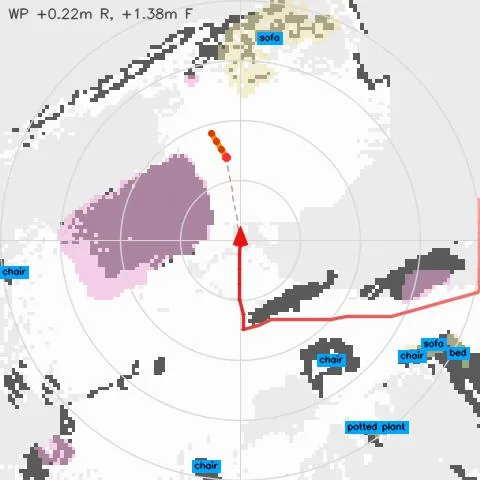 WP +0.22m R, +1.38m F
sofa
chair
sofa
chair
bed
chair
potted plant
chair